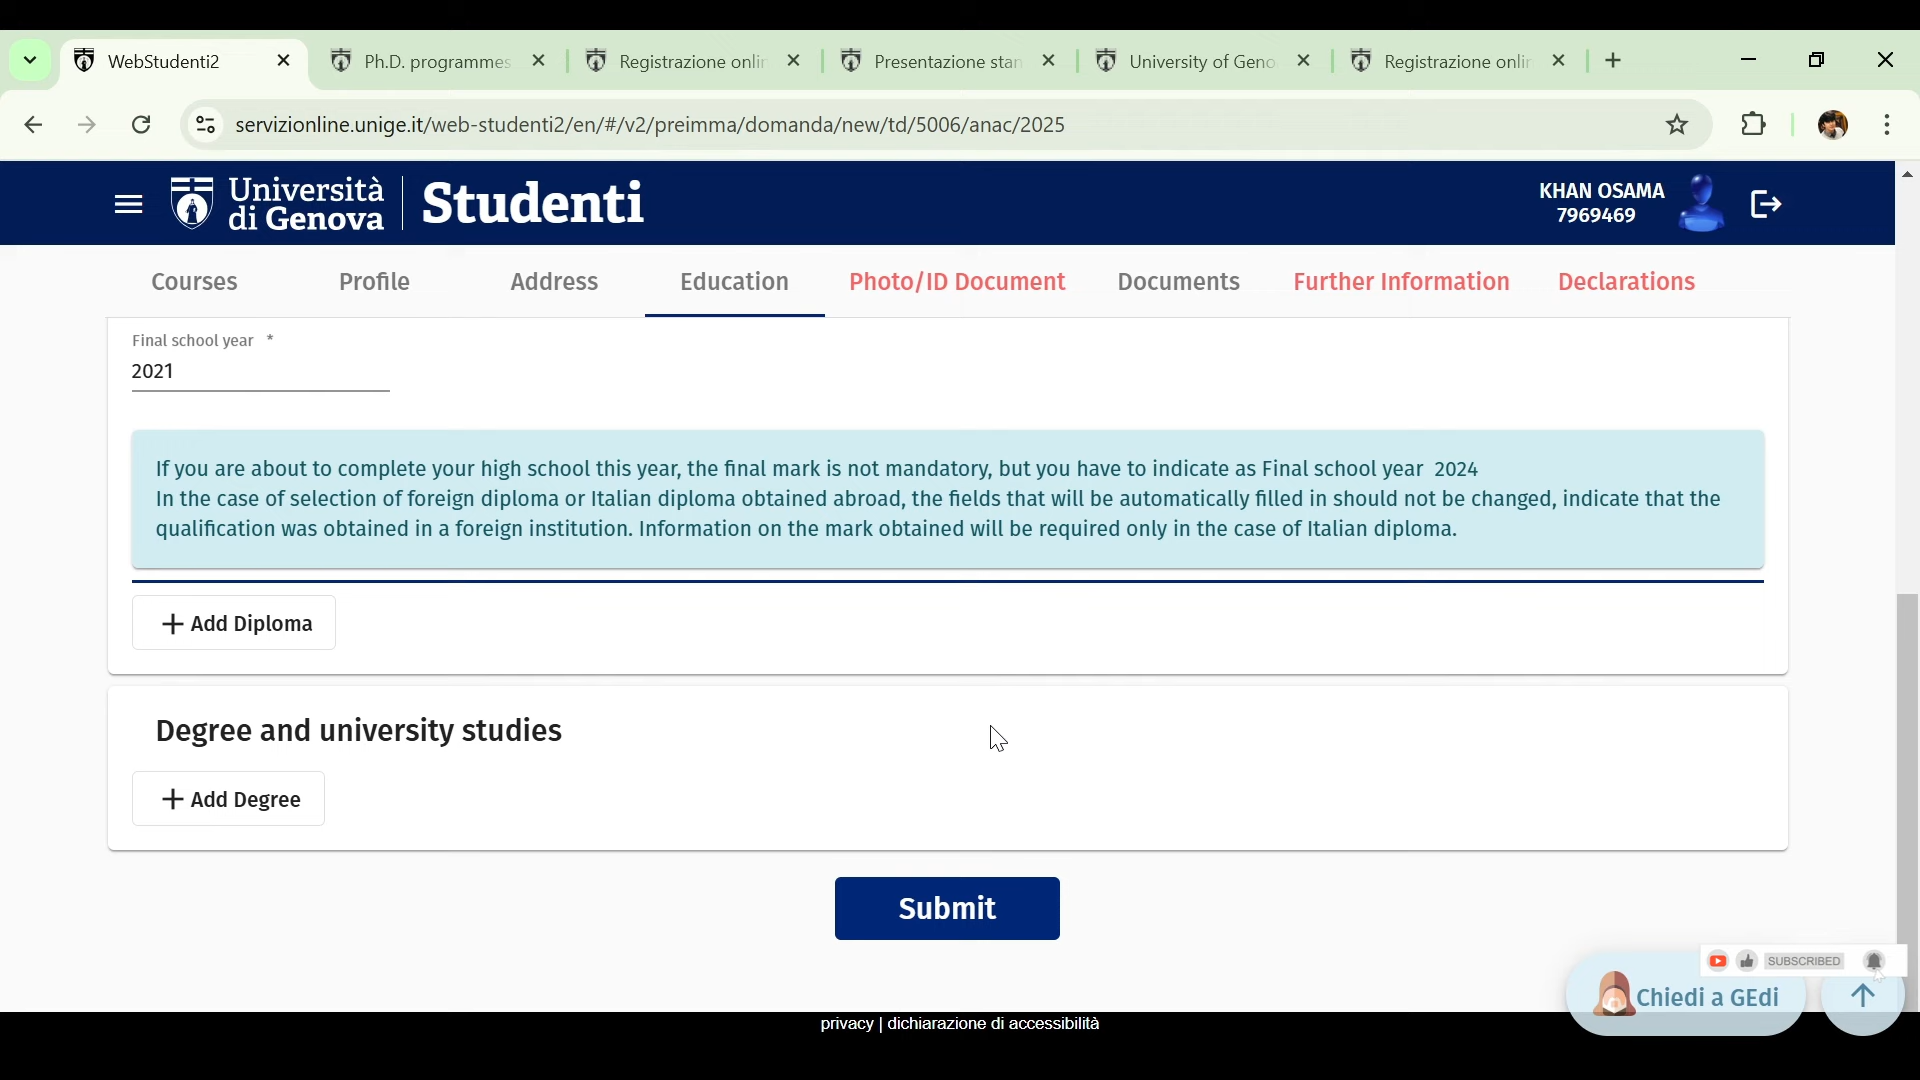 WebStudenti2
Ph.D. programmes
Registrazione onlin
Presentazione stan
University of Geno
Registrazione onlin
servizionline.unige.it/web-studenti2/en/#/v2/preimma/domanda/new/td/5006/anac/2025
Università
di Genova
Studenti
KHAN OSAMA
7969469
Courses
Profile
Address
Education
Photo/ID Document
Documents
Further Information
Declarations
Final school year *
2021
If you are about to complete your high school this year, the final mark is not mandatory, but you have to indicate as Final school year 2024
In the case of selection of foreign diploma or Italian diploma obtained abroad, the fields that will be automatically filled in should not be changed, indicate that the
qualification was obtained in a foreign institution. Information on the mark obtained will be required only in the case of Italian diploma.
+ Add Diploma
Degree and university studies
+ Add Degree
Submit
SUBSCRIBED
Chiedi a GEdi
privacy | dichiarazione di accessibilità